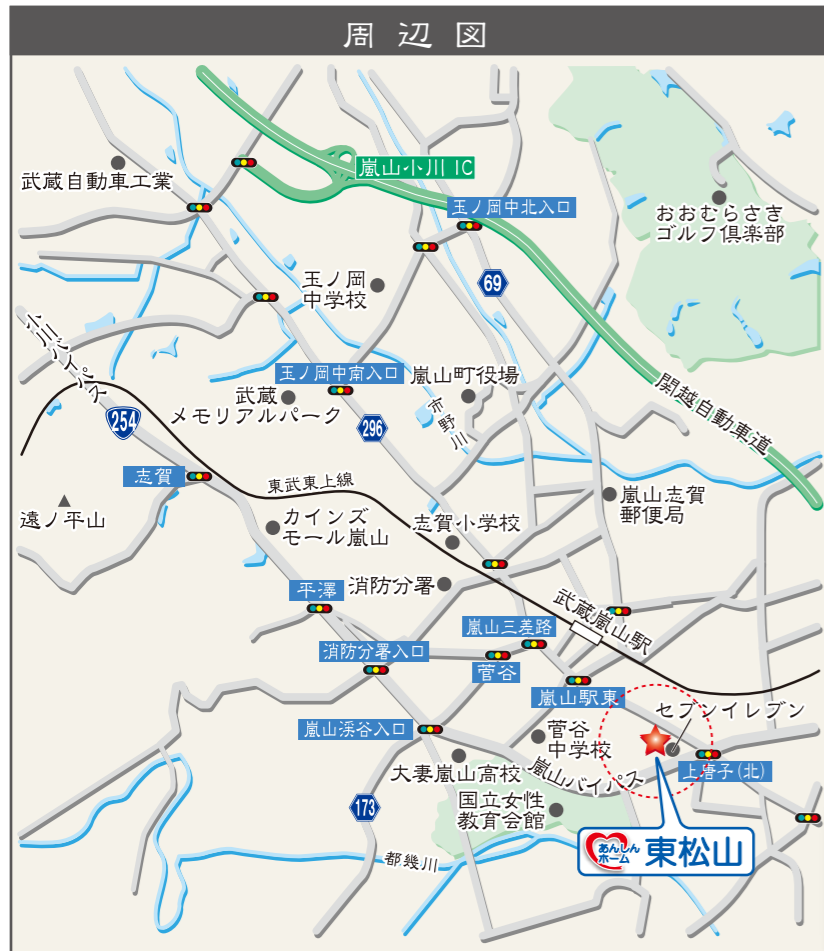 周辺図
嵐山小川 IC
武蔵自動車工業
玉ノ岡中北入口
おおむらさき
ゴルフ倶楽部
玉ノ岡
中学校
69
小川バイパス
玉ノ岡中南入口
嵐山町役場
関越自動車道
武蔵
メモリアルパーク
254
296
市野川
志賀
東武東上線
遠ノ平山
カインズ
モール嵐山
志賀小学校
嵐山志賀
郵便局
平澤
消防分署
武蔵嵐山駅
嵐山三差路
消防分署入口
菅谷
嵐山駅東
セブンイレブン
嵐山渓谷入口
菅谷
中学校
大妻嵐山高校
嵐山バイパス
上唐子(北)
173
国立女性
教育会館
あんしん
ホーム
東松山
都幾川